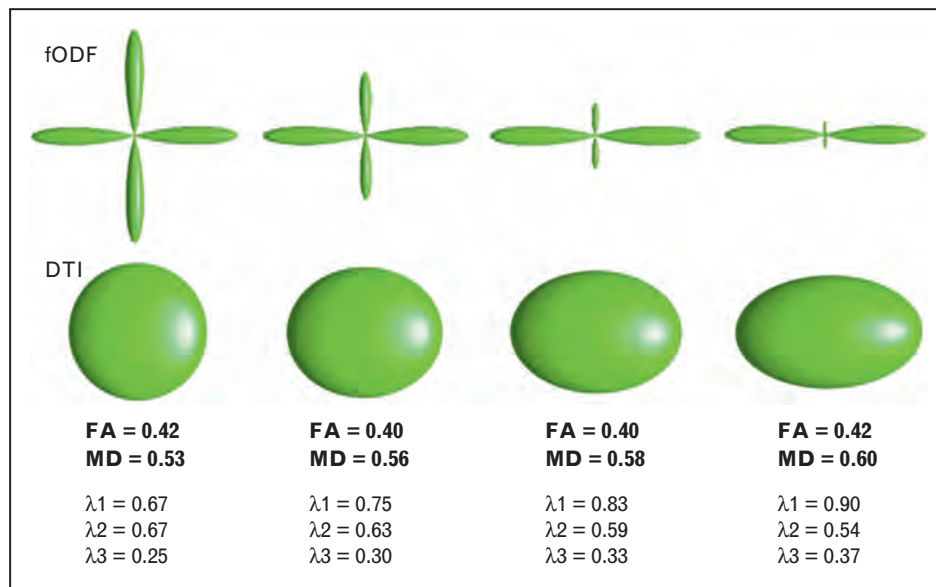 fODF
DTI
FA = 0.42 FA = 0.40 FA = 0.40 FA = 0.42
MD = 0.53 MD = 0.56 MD = 0.58 MD = 0.60
λ1 = 0.67 λ1 = 0.75 λ1 = 0.83 λ1 = 0.90
λ2 = 0.67 λ2 = 0.63 λ2 = 0.59 λ2 = 0.54
λ3 = 0.25 λ3 = 0.30 λ3 = 0.33 λ3 = 0.37